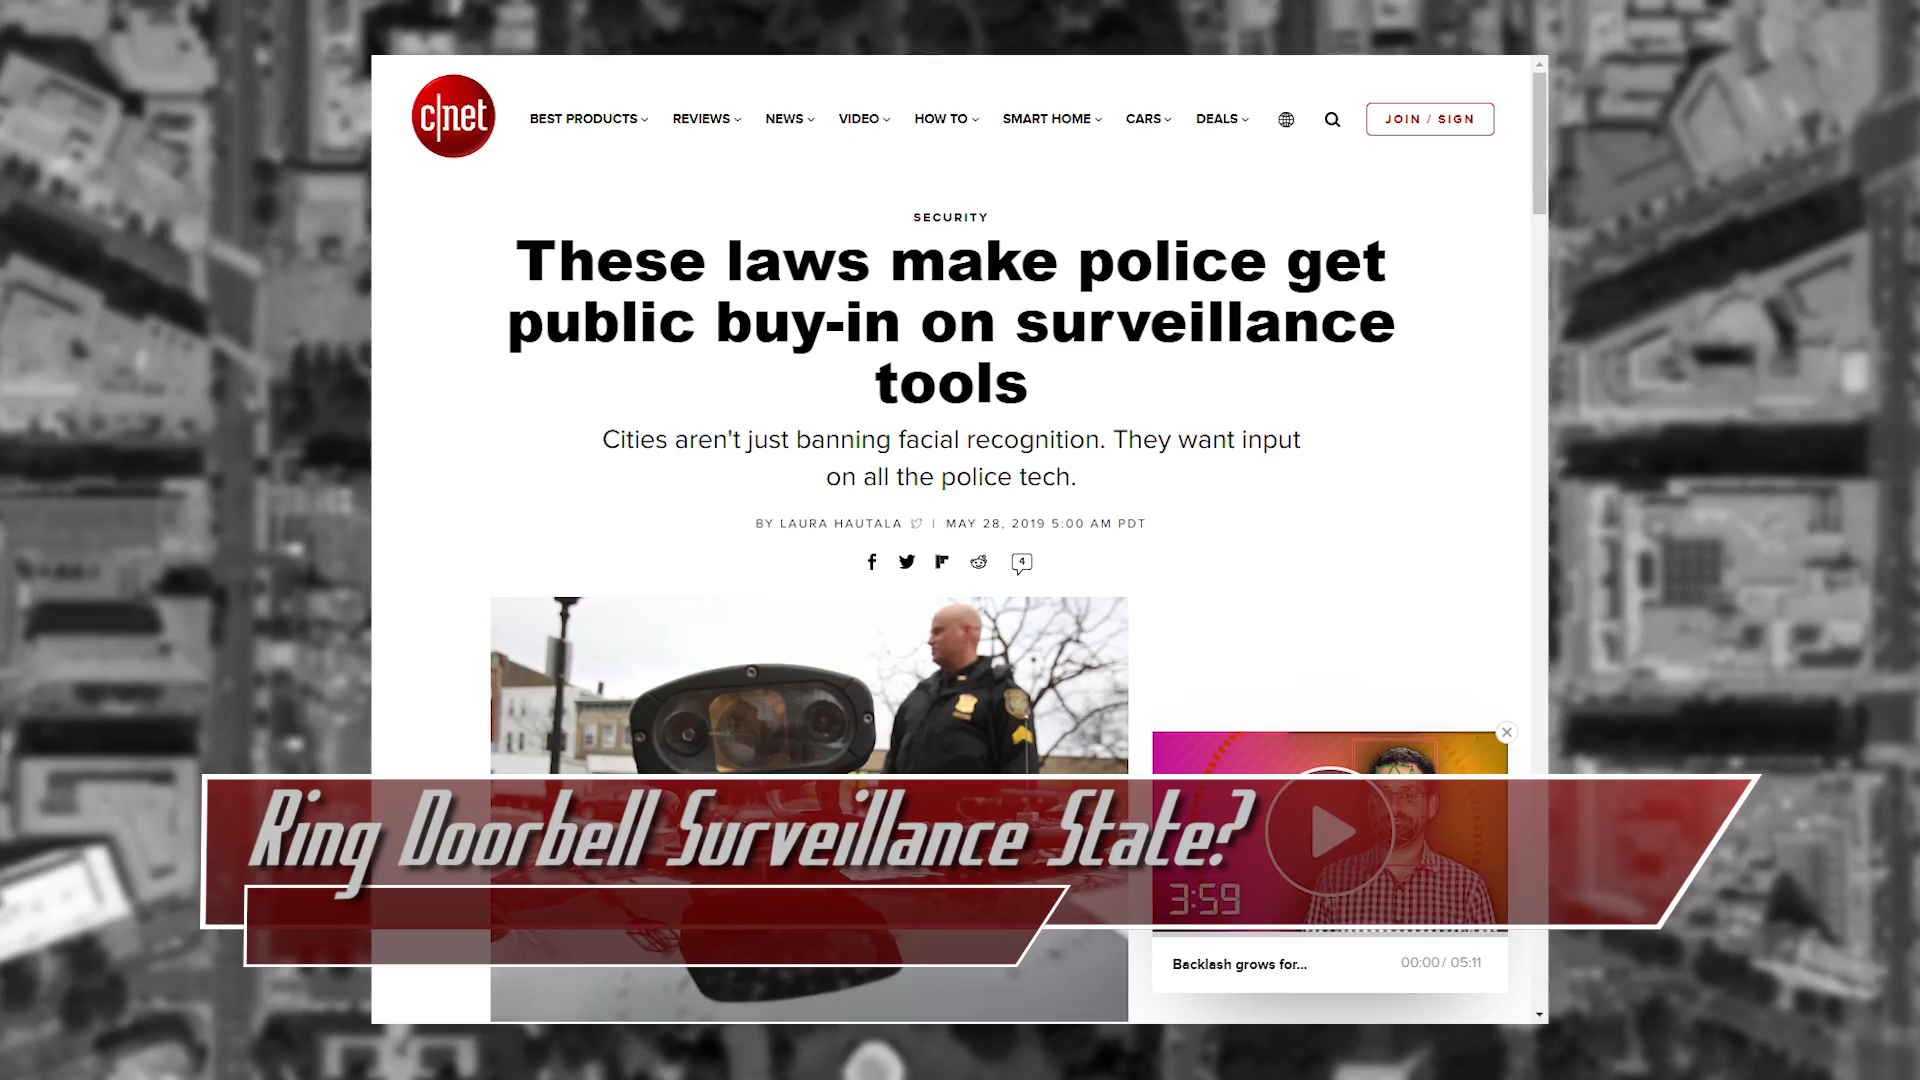 c|net
BEST PRODUCTS REVIEWS NEWS VIDEO HOW TO SMART HOME CARS DEALS JOIN / SIGN
SECURITY
These laws make police get
public buy-in on surveillance
tools
Cities aren't just banning facial recognition. They want input
on all the police tech.
BY LAURA HAUTALA | MAY 28, 2019 5:00 AM PDT
4
Ring Doorbell Surveillance State?
3:59
Backlash grows for... 00:00 / 05:11